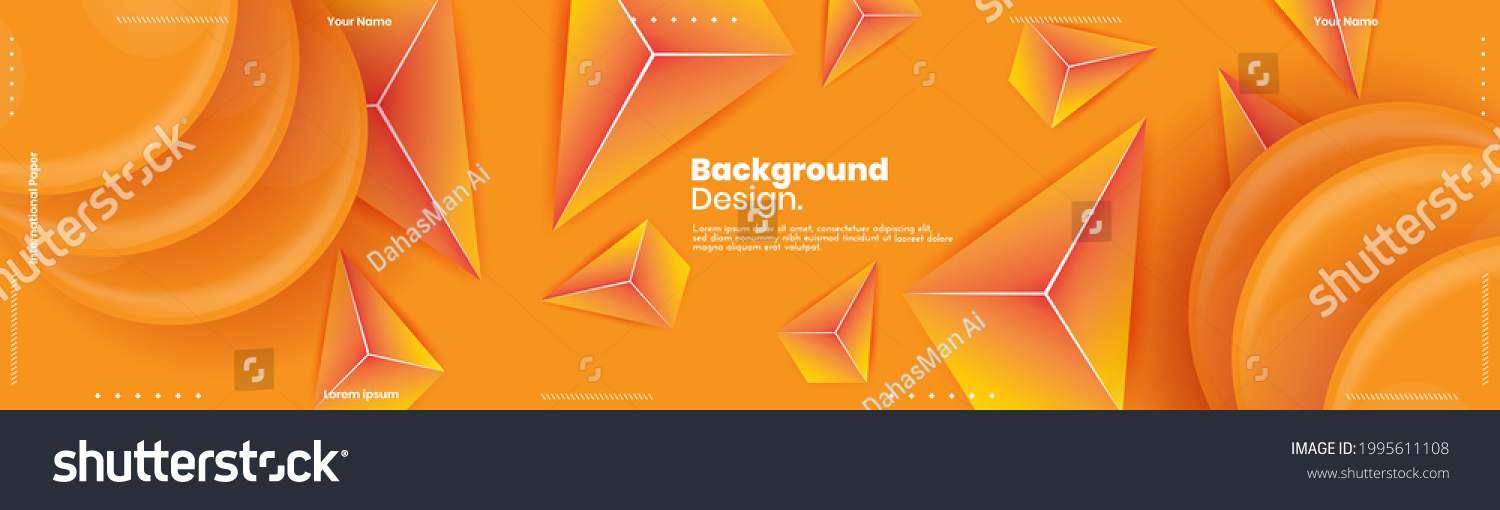 Your Name
Your Name
International Paper
Background
Design.
Lorem ipsum dolor sit amet, consectetuer adipiscing elit,
sed diam nonummy nibh euismod tincidunt ut laoreet dolore
magna aliquam erat volutpat.
shutterstock
DahasMan Ai
shutterstock
DahasMan Ai
Lorem ipsum
shutterstock
IMAGE ID: 1995611108
www.shutterstock.com